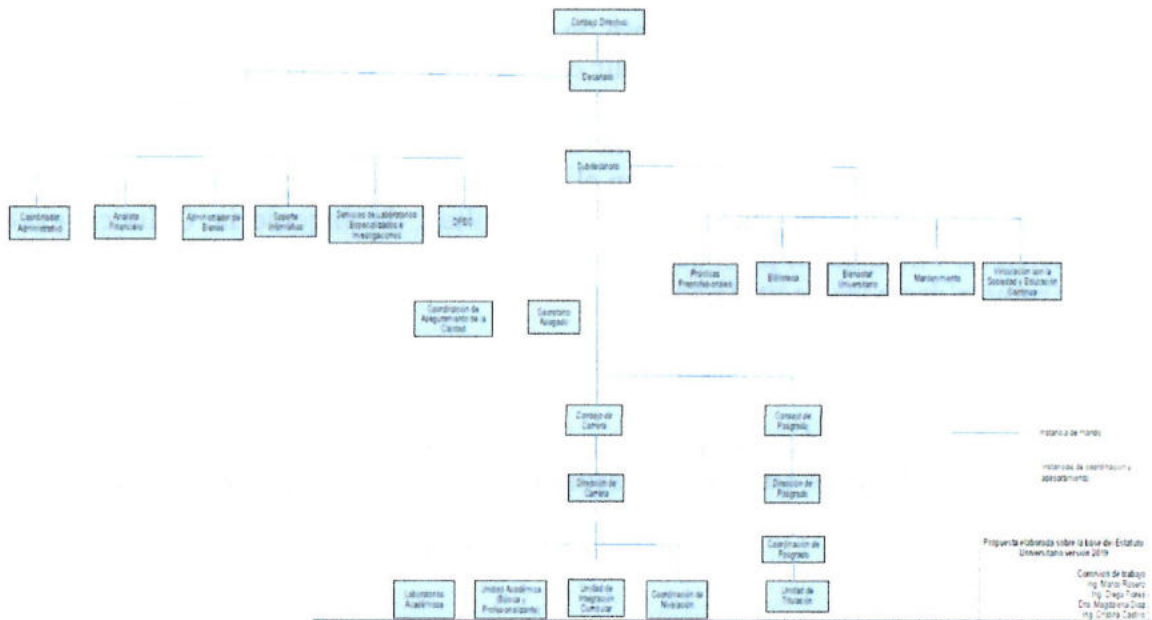 Consejo Directivo
Decanato
Subdecanato
Coordinador
Administrativo
Analista
Financiero
Administrador de
Bienes
Soporte
Informático
Servicios de Laboratorios
Especializados e
Investigaciones
Prácticas
Preprofesionales
Biblioteca
Bienestar
Universitario
Mantenimiento
Vinculación con la
Sociedad y Educación
Continua
Coordinación de
Aseguramiento de la
Calidad
Secretario
Abogado
Consejo de
Carrera
Consejo de
Posgrado
Instancia de mando
Instancias de coordinación y
asesoramiento
Dirección de
Carrera
Dirección de
Posgrado
Coordinación de
Posgrado
Laboratorios
Académicos
Unidad Académica
(Básica y
Profesionalizante)
Unidad de
Integración
Curricular
Coordinación de
Nivelación
Unidad de
Titulación
Propuesta elaborada sobre la base del Estatuto
Universitario versión 2019
Comisión de trabajo
Ing. Mario Rosero
Ing. Diego Flores
Dra. Magdalena Díaz
Ing. Cristina Castro